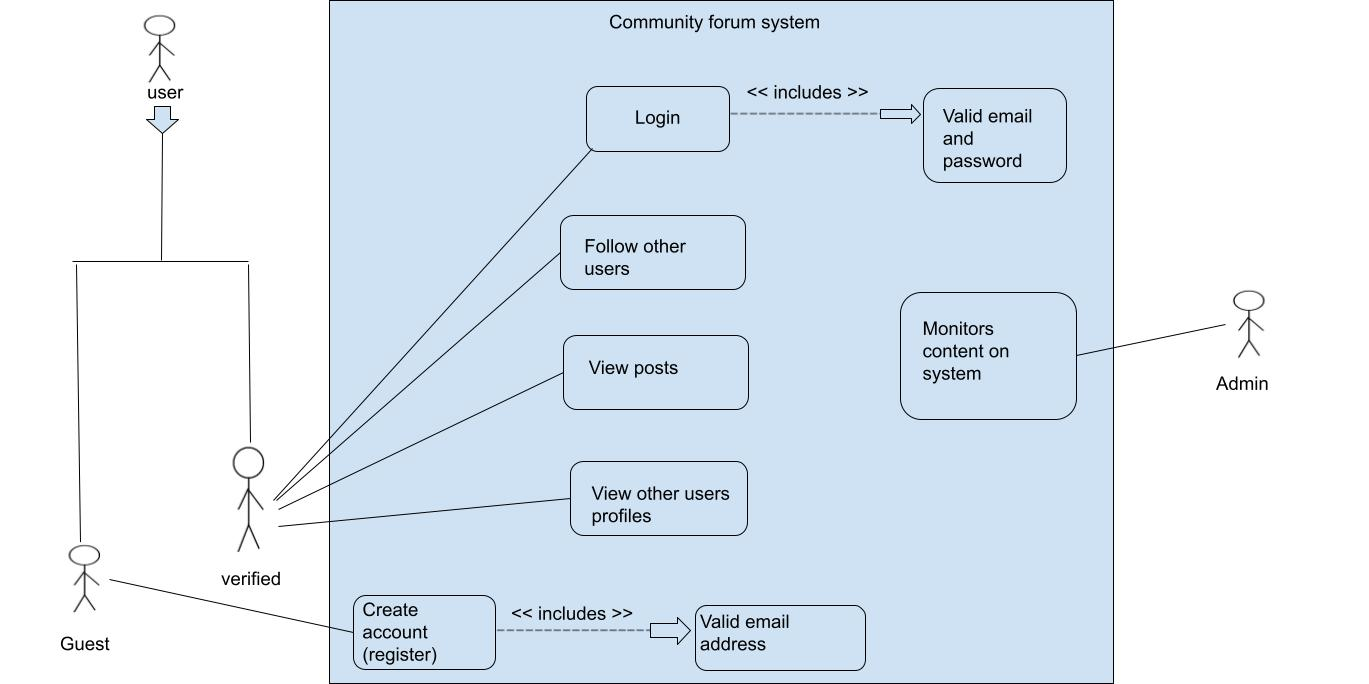 Community forum system
user
Login
<< includes >>
Valid email
and
password
Follow other
users
Monitors
content on
system
Admin
View posts
View other users
profiles
verified
Guest
Create
account
(register)
<< includes >>
Valid email
address